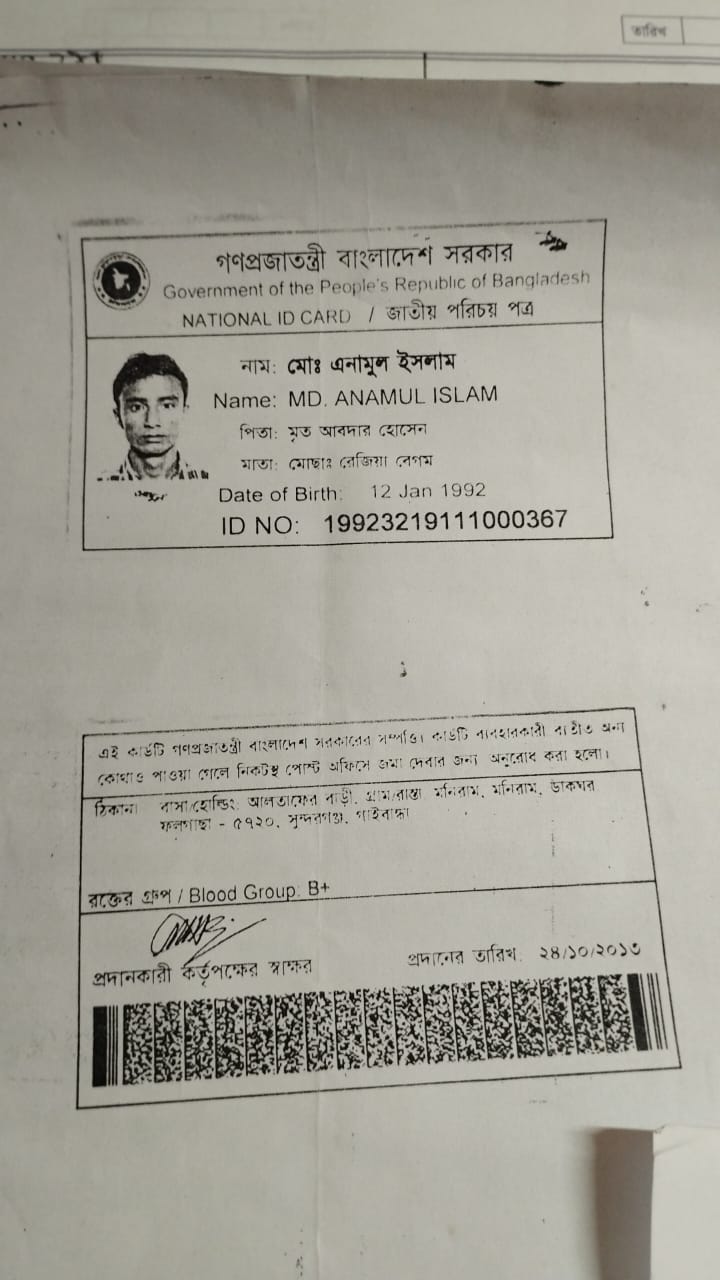 তারিখ
গণপ্রজাতন্ত্রী বাংলাদেশ সরকার
Government of the People's Republic of Bangladesh
NATIONAL ID CARD / জাতীয় পরিচয় পত্র
নাম: মোঃ এনামুল ইসলাম
Name: MD. ANAMUL ISLAM
পিতা: মৃত আবদার হোসেন
মাতা: মোছাঃ রেজিয়া বেগম
Date of Birth: 12 Jan 1992
ID NO: 19923219111000367
এই কার্ডটি গণপ্রজাতন্ত্রী বাংলাদেশ সরকারের সম্পত্তি। কার্ডটি ব্যবহারকারী ব্যতীত অন্য
কোথাও পাওয়া গেলে নিকটস্থ পোস্ট অফিসে জমা দেবার জন্য অনুরোধ করা হলো।
ঠিকানা: বাসা/হোল্ডিং: আলতাফের বাড়ী, গ্রাম/রাস্তা: মনিরাম, মনিরাম, ডাকঘর:
ফলগাছা - ৫৭২০, সুন্দরগঞ্জ, গাইবান্ধা
রক্তের গ্রুপ / Blood Group: B+
প্রদানকারী কর্তৃপক্ষের স্বাক্ষর
প্রদানের তারিখ: ২৪/১০/২০১৩